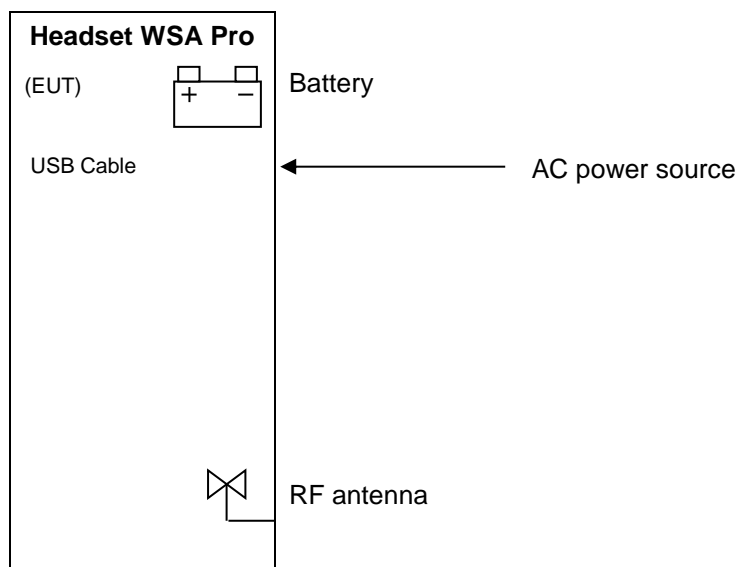 Headset WSA Pro
(EUT)
+ −
Battery
USB Cable
AC power source
RF antenna